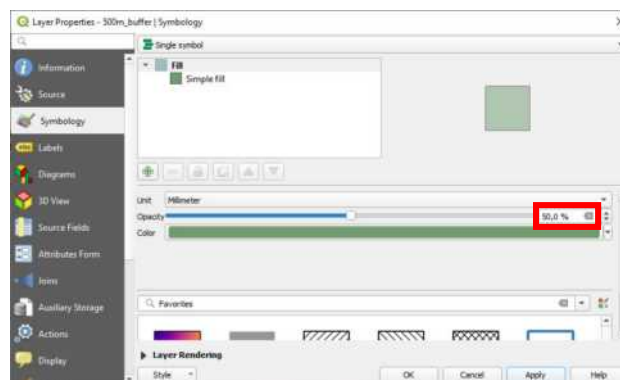 Layer Properties - 500m_buffer | Symbology
Single symbol
Information
Source
Symbology
Labels
Diagrams
3D View
Source Fields
Attributes Form
Joins
Auxiliary Storage
Actions
Display
Fill
Simple fill
Unit Millimeter
Opacity 50,0 %
Color
Favorites
Layer Rendering
Style OK Cancel Apply Help